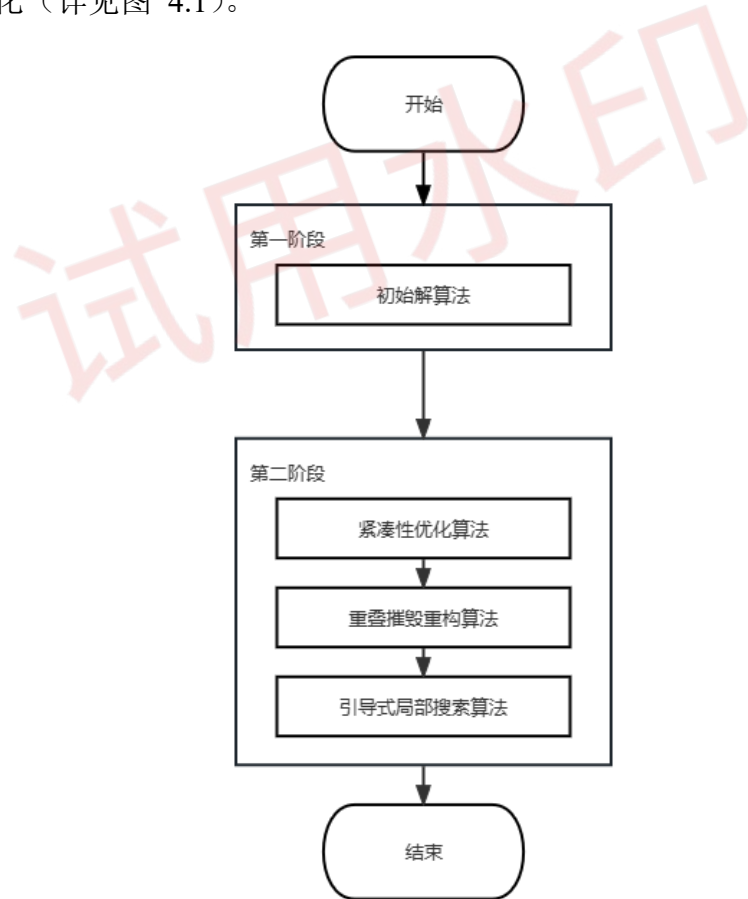 化（详见图 4.1）。
开始
第一阶段
初始解算法
第二阶段
紧凑性优化算法
重叠摧毁重构算法
引导式局部搜索算法
结束
试用水印